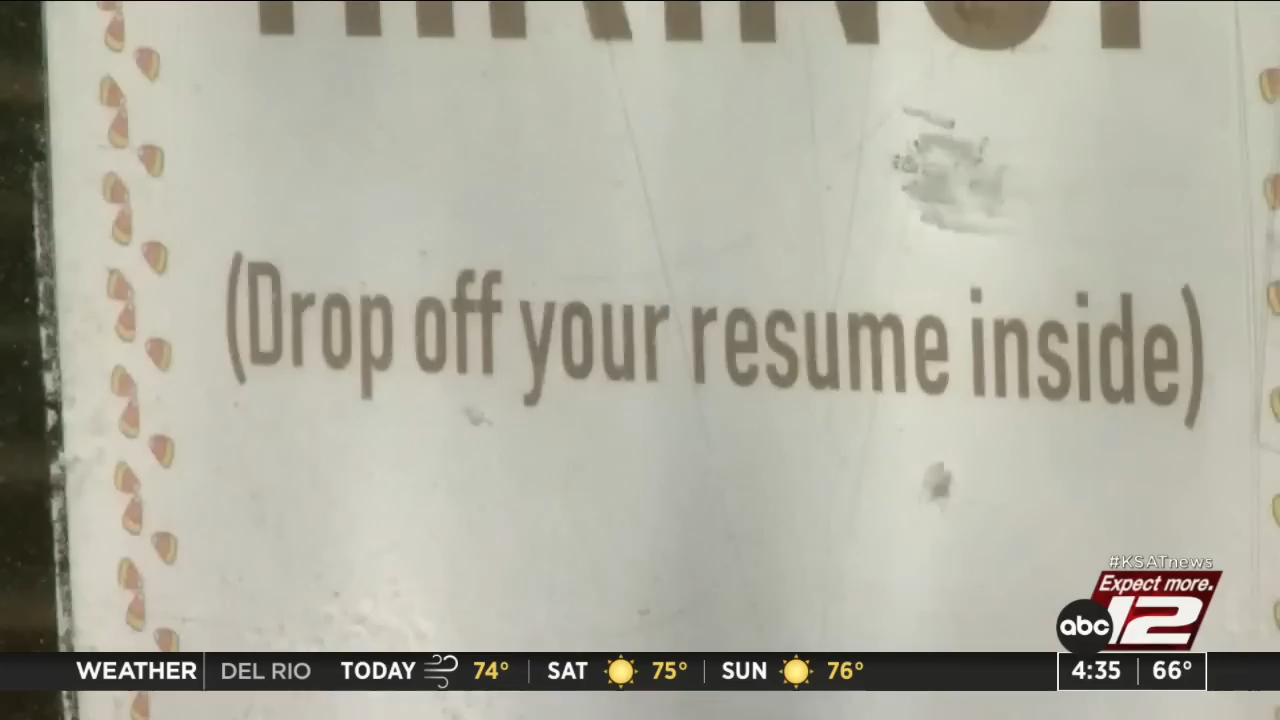 (Drop off your resume inside)
#KSATnews
Expect more.
abc 12
WEATHER DEL RIO TODAY 74° SAT 75° SUN 76° 4:35 66°